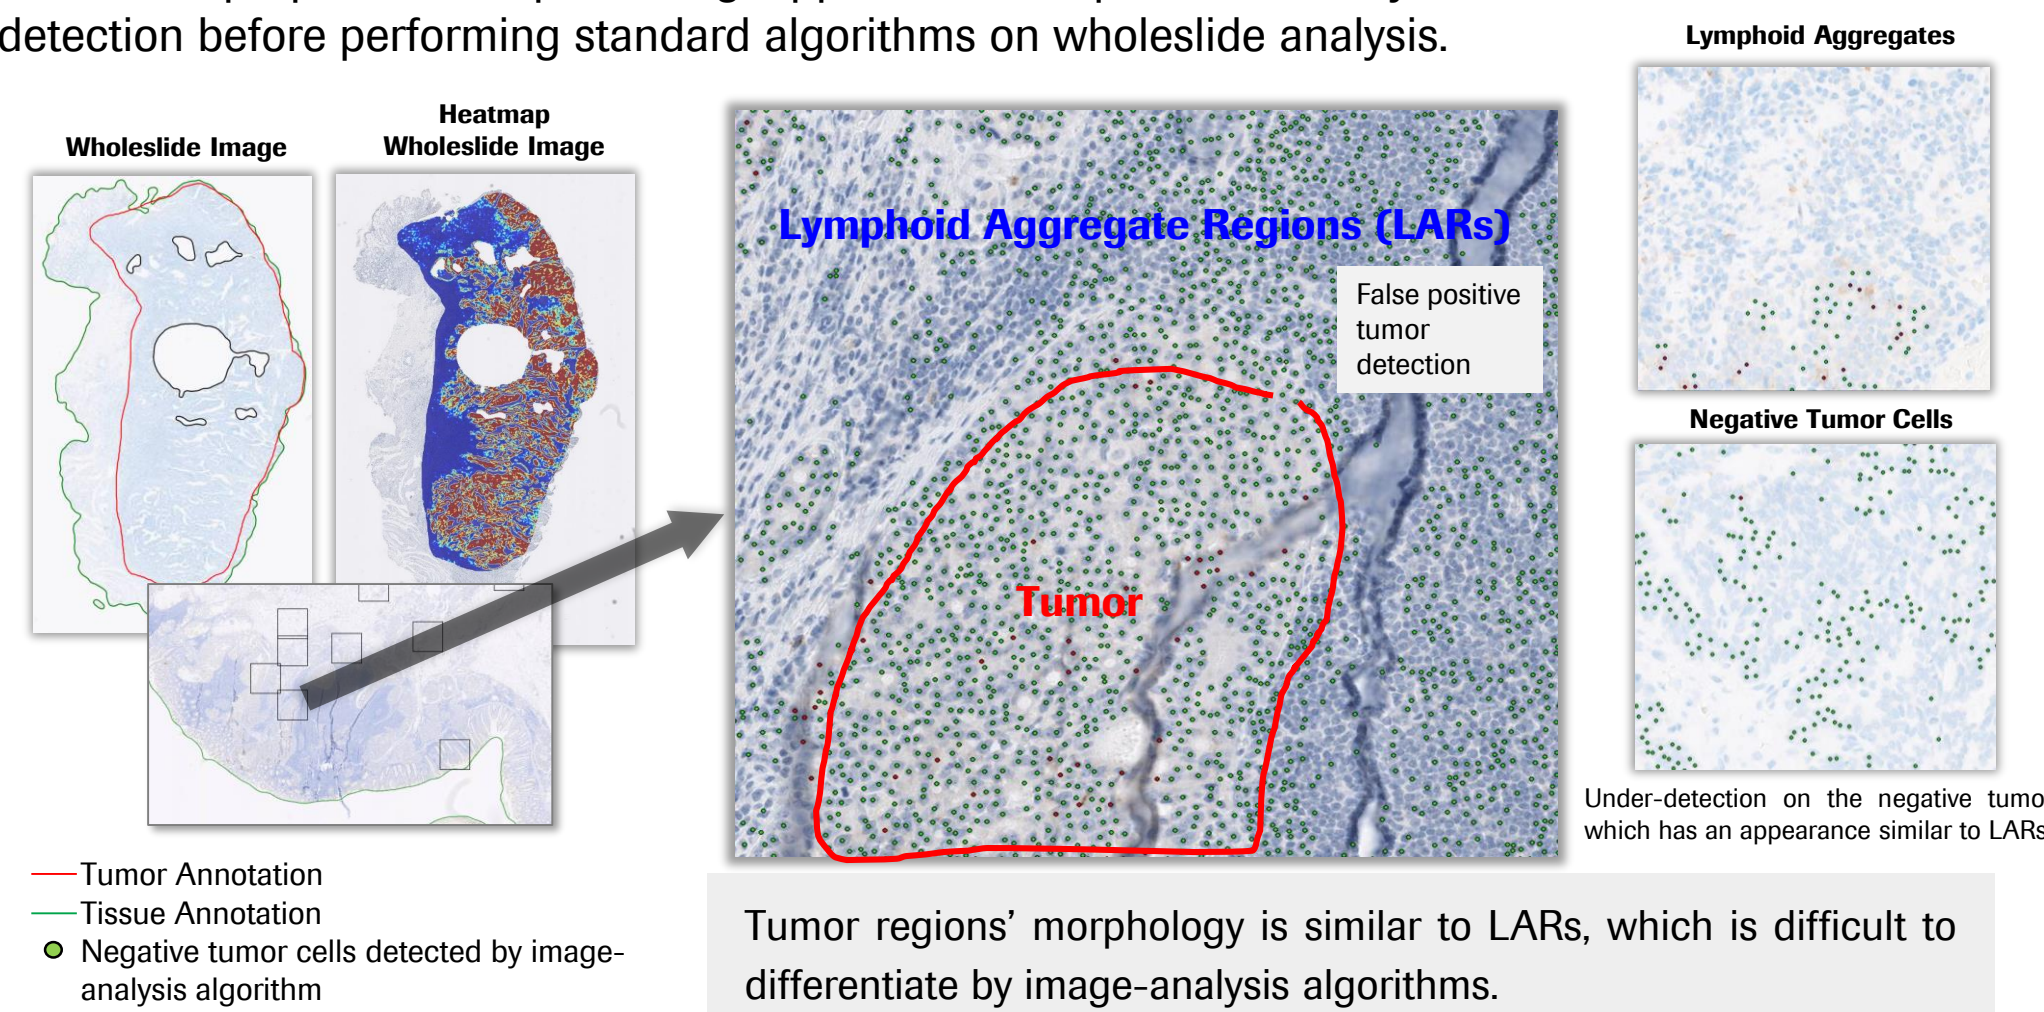 detection before performing standard algorithms on wholeslide analysis.
Wholeslide Image
Heatmap
Wholeslide Image
Lymphoid Aggregate Regions (LARs)
False positive
tumor
detection
Tumor
Lymphoid Aggregates
Negative Tumor Cells
Under-detection on the negative tumo
which has an appearance similar to LARs
Tumor Annotation
Tissue Annotation
Negative tumor cells detected by image-
analysis algorithm
Tumor regions’ morphology is similar to LARs, which is difficult to
differentiate by image-analysis algorithms.